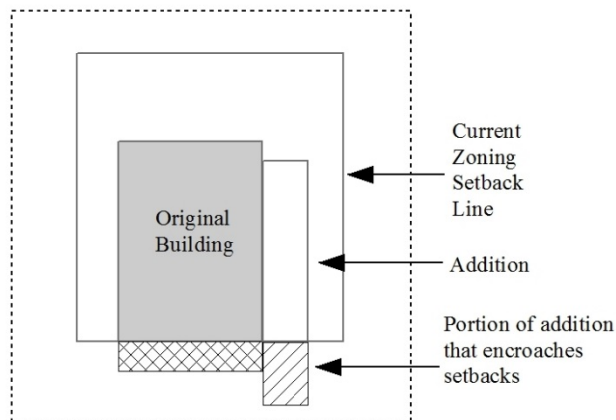 Original
Building
Current
Zoning
Setback
Line
Addition
Portion of addition
that encroaches
setbacks